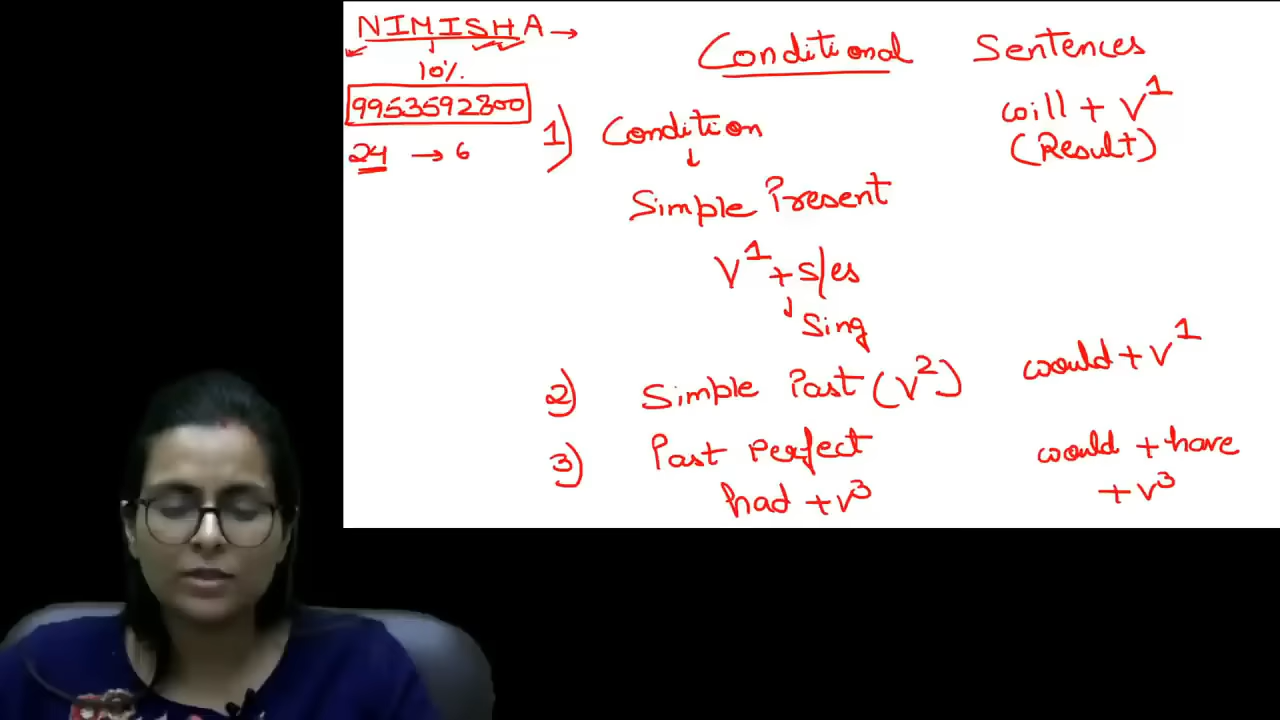 NIMISHA →
10%.
9953592800
24 → 6
Conditional Sentences
1) Condition will + V¹
↓ (Result)
Simple Present
V¹ + s/es
↓
Sing
2) Simple Past (V²) would + V¹
3) Past Perfect would + have
had + V³ + V³